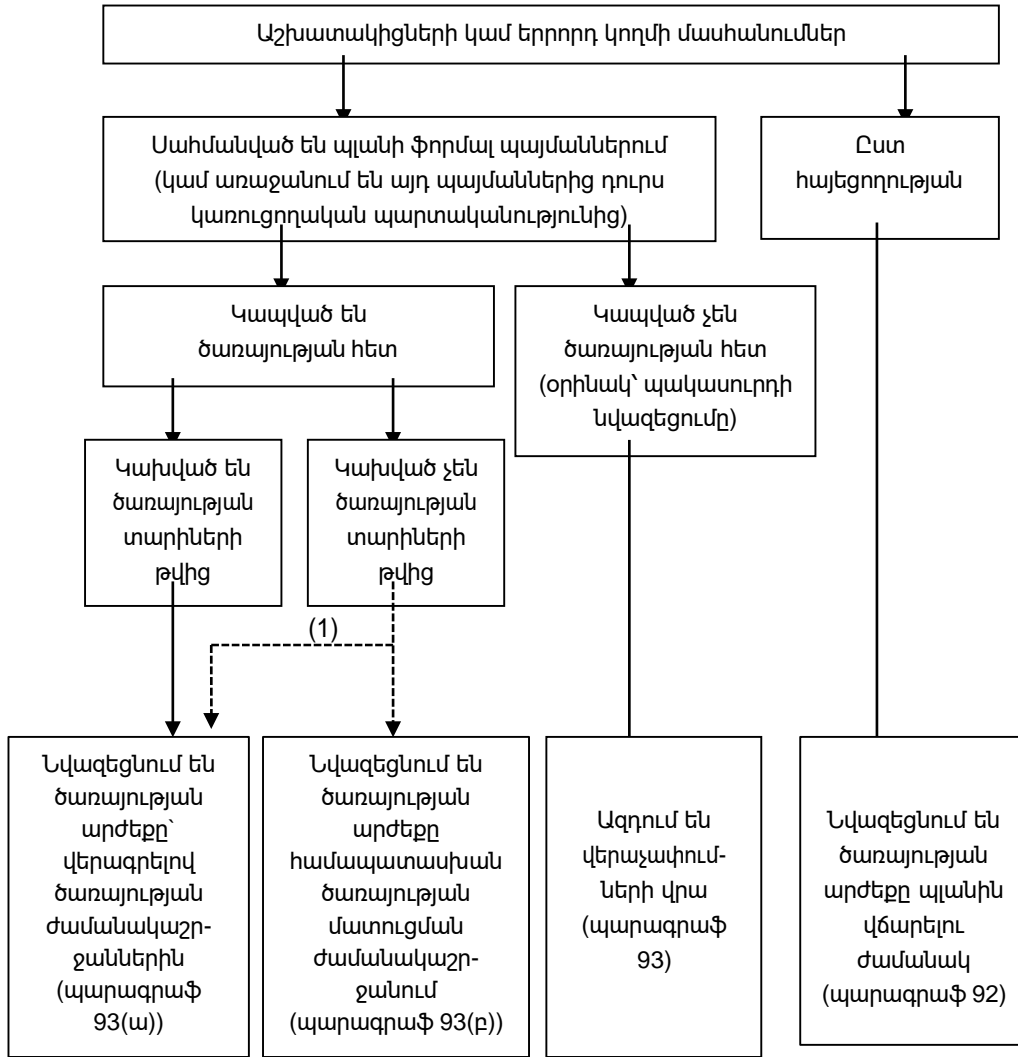 Աշխատակիցների կամ երրորդ կողմի մասհանումներ
Սահմանված են պլանի ֆորմալ պայմաններում
(կամ առաջանում են այդ պայմաններից դուրս
կառուցողական պարտականությունից)
Ըստ
հայեցողության
Կապված են
ծառայության հետ
Կապված չեն
ծառայության հետ
(օրինակ՝ պակասուրդի
նվազեցումը)
Կախված են
ծառայության
տարիների
թվից
Կախված չեն
ծառայության
տարիների
թվից
(1)
Նվազեցնում են
ծառայության
արժեքը՝
վերագրելով
ծառայության
ժամանակաշր-
ջաններին
(պարագրաֆ
93(ա))
Նվազեցնում են
ծառայության
արժեքը
համապատասխան
ծառայության
մատուցման
ժամանակաշր-
ջանում
(պարագրաֆ 93(բ))
Ազդում են
վերաչափում-
ների վրա
(պարագրաֆ
93)
Նվազեցնում են
ծառայության
արժեքը պլանին
վճարելու
ժամանակ
(պարագրաֆ 92)